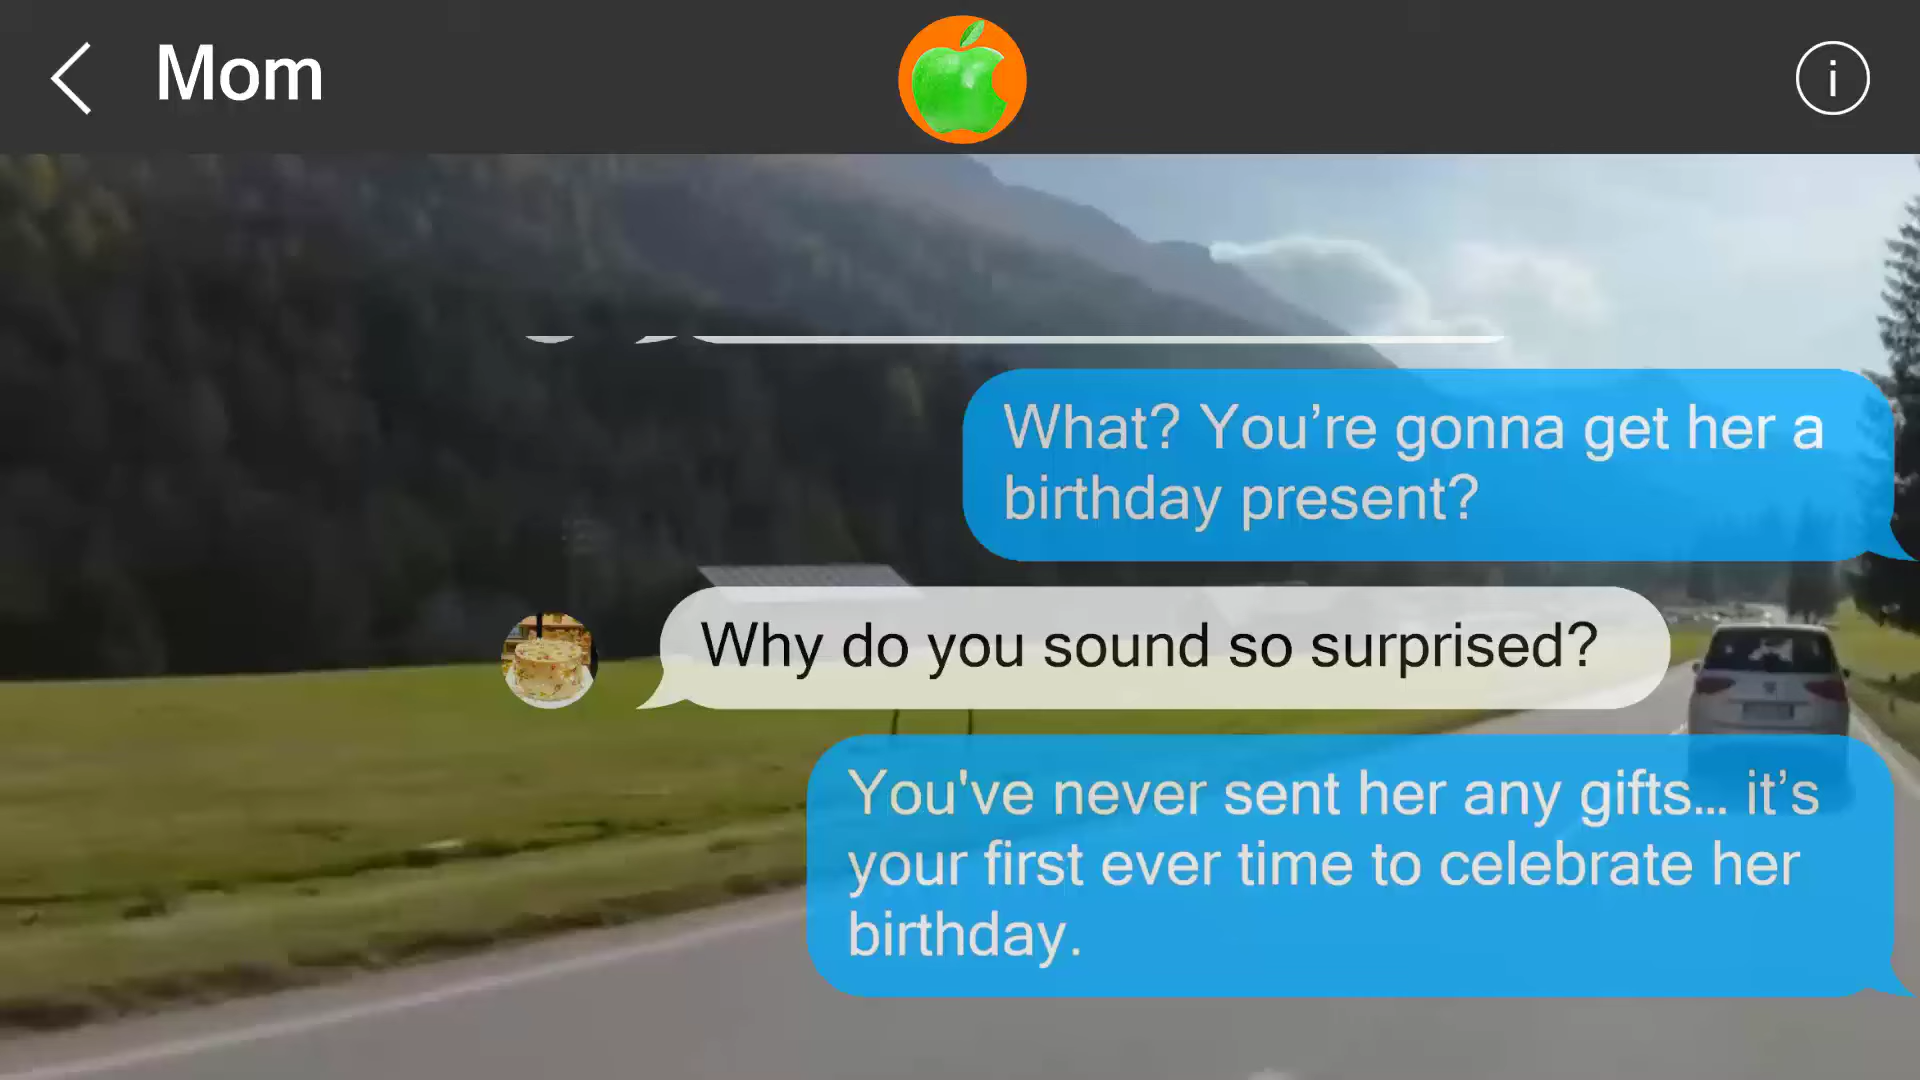 Mom
i
What? You’re gonna get her a
birthday present?
Why do you sound so surprised?
You've never sent her any gifts... it’s
your first ever time to celebrate her
birthday.